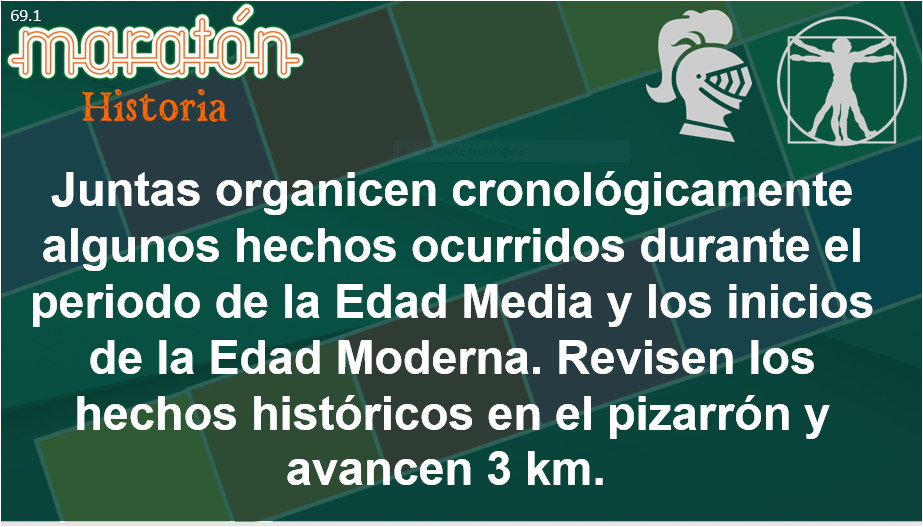 69.1
maratón
Historia
Juntas organicen cronológicamente
algunos hechos ocurridos durante el
periodo de la Edad Media y los inicios
de la Edad Moderna. Revisen los
hechos históricos en el pizarrón y
avancen 3 km.